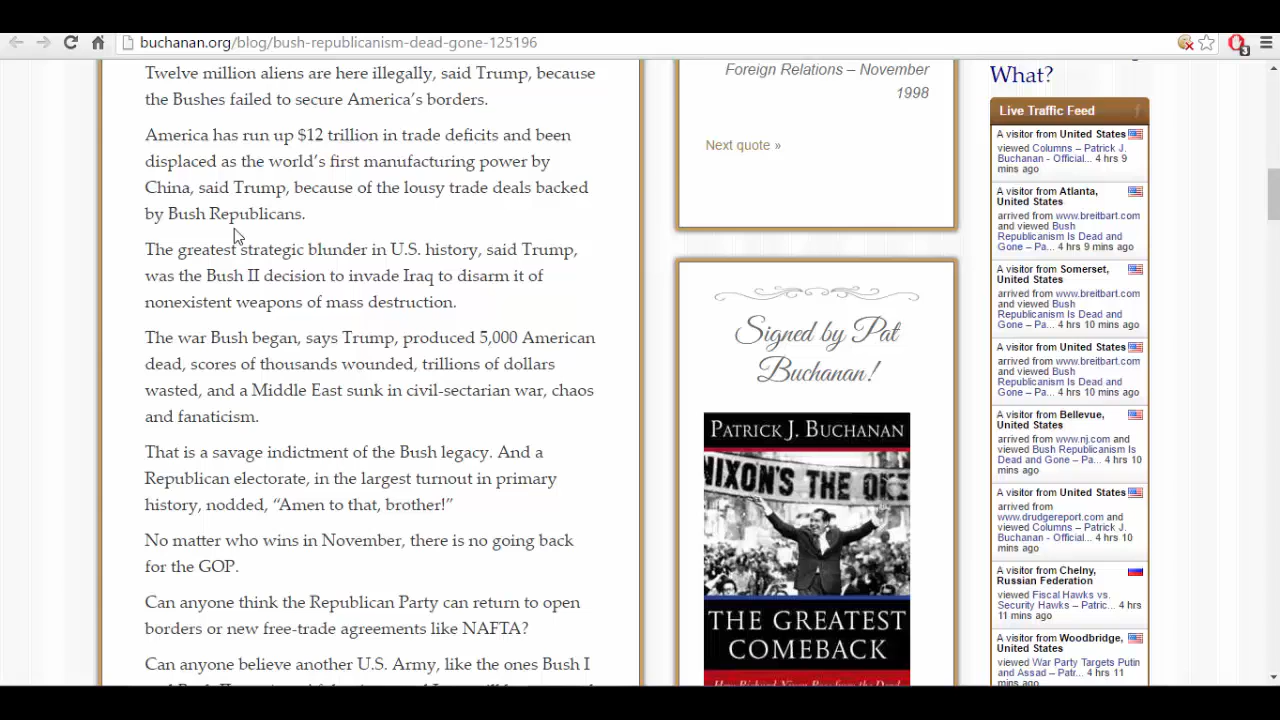 buchanan.org/blog/bush-republicanism-dead-gone-125196
3
Twelve million aliens are here illegally, said Trump, because
the Bushes failed to secure America's borders.
America has run up $12 trillion in trade deficits and been
displaced as the world's first manufacturing power by
China, said Trump, because of the lousy trade deals backed
by Bush Republicans.
The greatest strategic blunder in U.S. history, said Trump,
was the Bush II decision to invade Iraq to disarm it of
nonexistent weapons of mass destruction.
The war Bush began, says Trump, produced 5,000 American
dead, scores of thousands wounded, trillions of dollars
wasted, and a Middle East sunk in civil-sectarian war, chaos
and fanaticism.
That is a savage indictment of the Bush legacy. And a
Republican electorate, in the largest turnout in primary
history, nodded, “Amen to that, brother!”
No matter who wins in November, there is no going back
for the GOP.
Can anyone think the Republican Party can return to open
borders or new free-trade agreements like NAFTA?
Can anyone believe another U.S. Army, like the ones Bush I
Foreign Relations – November
1998
Next quote »
Signed by Pat
Buchanan!
PATRICK J. BUCHANAN
NIXON'S THE ONE
THE GREATEST
COMEBACK
How Richard Nixon Rose from the Dead
What?
Live Traffic Feed
A visitor from United States
viewed Columns – Patrick J.
Buchanan - Official... 4 hrs 9
mins ago
A visitor from Atlanta,
United States
arrived from www.breitbart.com
and viewed Bush
Republicanism Is Dead and
Gone – Pa... 4 hrs 9 mins ago
A visitor from Somerset,
United States
arrived from www.breitbart.com
and viewed Bush
Republicanism Is Dead and
Gone – Pa... 4 hrs 10 mins ago
A visitor from United States
arrived from www.breitbart.com
and viewed Bush
Republicanism Is Dead and
Gone – Pa... 4 hrs 10 mins ago
A visitor from Bellevue,
United States
arrived from www.nj.com and
viewed Bush Republicanism Is
Dead and Gone – Pa... 4 hrs 10
mins ago
A visitor from United States
arrived from
www.drudgereport.com and
viewed Columns – Patrick J.
Buchanan - Official... 4 hrs 10
mins ago
A visitor from Chelny,
Russian Federation
viewed Fiscal Hawks vs.
Security Hawks – Patric... 4 hrs
11 mins ago
A visitor from Woodbridge,
United States
viewed War Party Targets Putin
and Assad – Patr... 4 hrs 11
mins ago